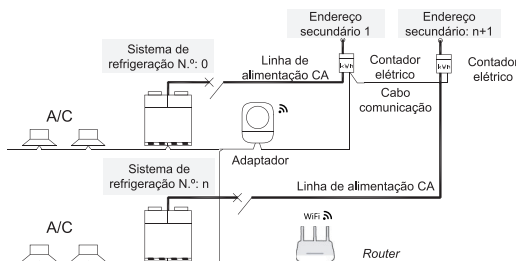 Endereço
secundário 1
Endereço
secundário: n+1
Sistema de
refrigeração N.º: 0
Linha de
alimentação CA
kWh
Contador
elétrico
kWh
Contador
elétrico
Cabo
comunicação
A/C
Adaptador
Sistema de
refrigeração N.º: n
Linha de alimentação CA
A/C
WiFi
Router